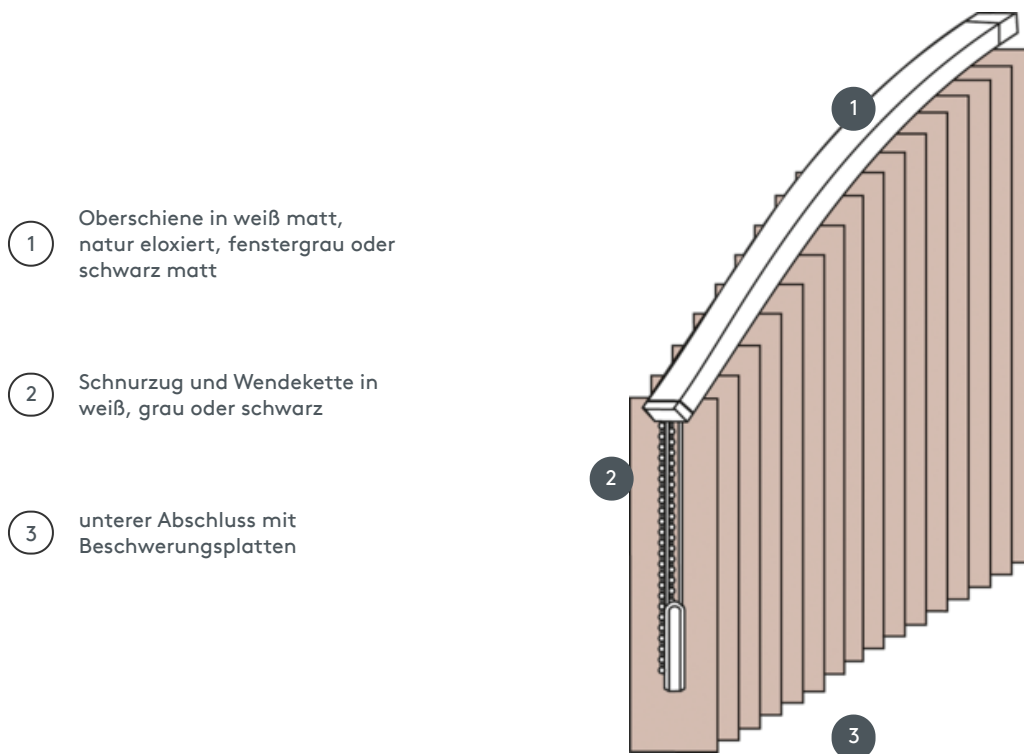 1
Oberschiene in weiß matt,
natur eloxiert, fenstergrau oder
schwarz matt
2
Schnurzug und Wendekette in
weiß, grau oder schwarz
3
unterer Abschluss mit
Beschwerungsplatten
1
2
3